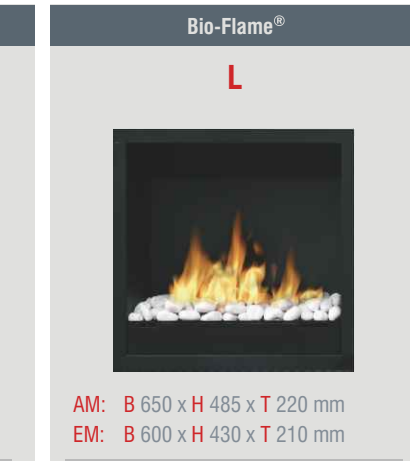 Bio-Flame®
L
AM: B 650 x H 485 x T 220 mm
EM: B 600 x H 430 x T 210 mm